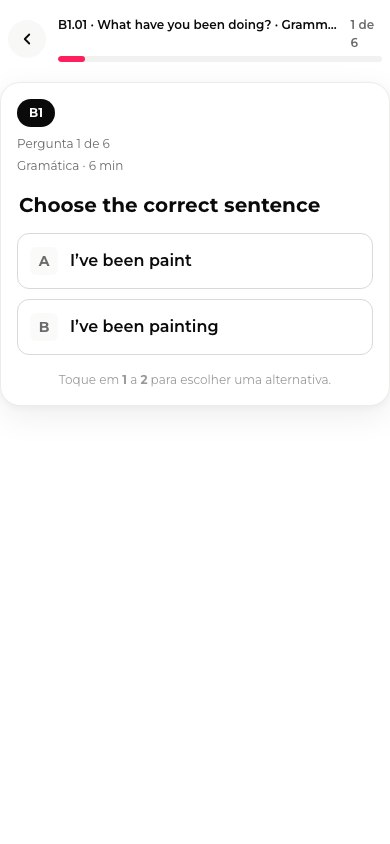 B1.01 · What have you been doing? · Gramm...
1 de
6
B1
Pergunta 1 de 6
Gramática · 6 min
Choose the correct sentence
A
I’ve been paint
B
I’ve been painting
Toque em 1 a 2 para escolher uma alternativa.